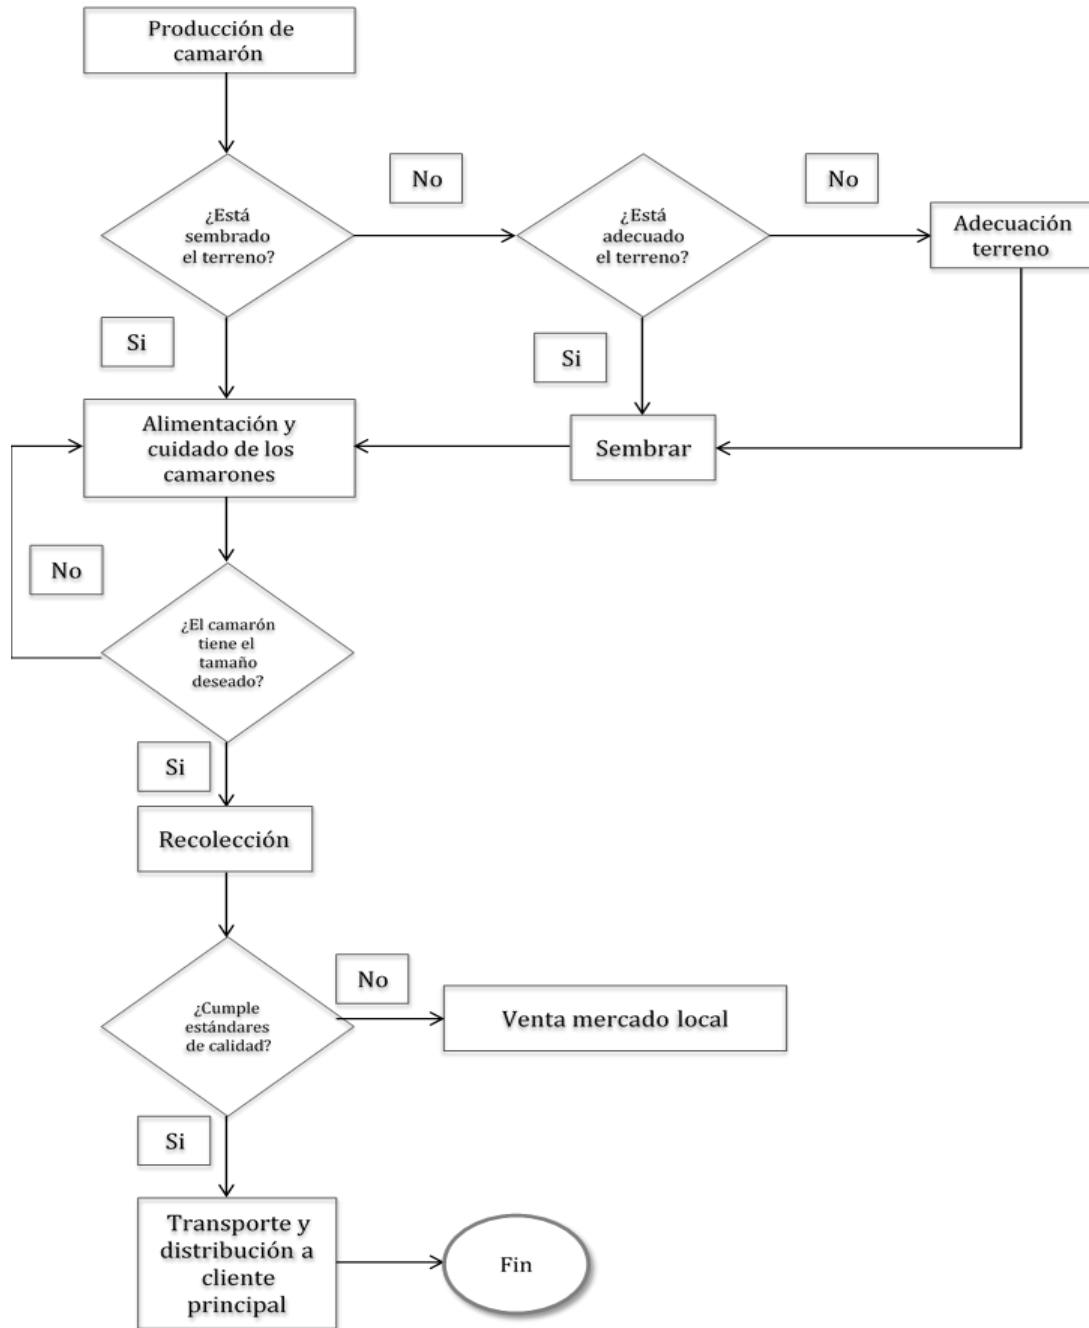 Producción de
camarón
No
No
¿Está
sembrado
el terreno?
¿Está
adecuado
el terreno?
Adecuación
terreno
Si
Si
Alimentación y
cuidado de los
camarones
Sembrar
No
¿El camarón
tiene el
tamaño
deseado?
Si
Recolección
No
¿Cumple
estándares
de calidad?
Venta mercado local
Si
Transporte y
distribución a
cliente
principal
Fin